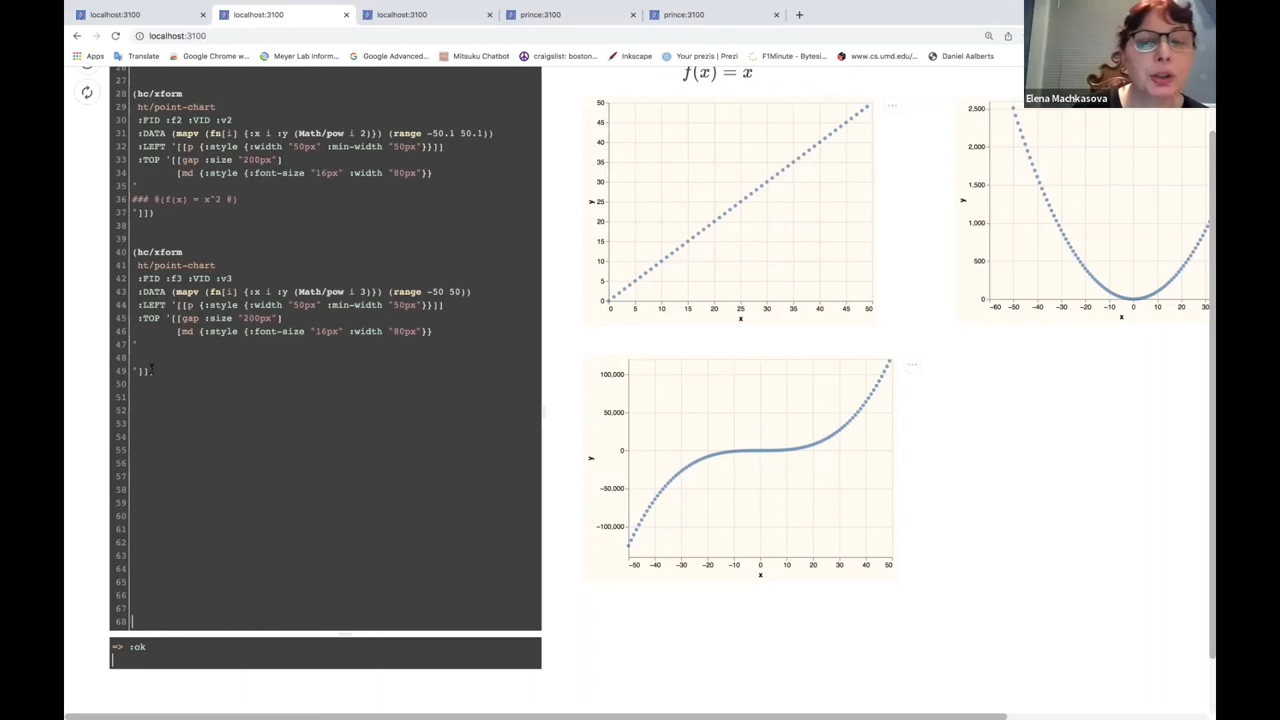 localhost:3100
localhost:3100
localhost:3100
prince:3100
prince:3100
localhost:3100
Apps
Translate
Google Chrome w...
Meyer Lab Inform...
Google Advanced...
Mitsuku Chatbot
craigslist: boston...
Inkscape
Your prezis | Prezi
F1Minute - Bytesi...
www.cs.umd.edu/...
Daniel Aalberts
Elena Machkasova
27
28 (hc/xform
29 ht/point-chart
30 :FID :f2 :VID :v2
31 :DATA (mapv (fn[i] {:x i :y (Math/pow i 2)}) (range -50.1 50.1))
32 :LEFT '[[p {:style {:width "50px" :min-width "50px"}}]]
33 :TOP '[[gap :size "200px"]
34 [md {:style {:font-size "16px" :width "80px"}}
35 "
36 ### @(f(x) = x^2 @)
37 "]])
38
39
40 (hc/xform
41 ht/point-chart
42 :FID :f3 :VID :v3
43 :DATA (mapv (fn[i] {:x i :y (Math/pow i 3)}) (range -50 50))
44 :LEFT '[[p {:style {:width "50px" :min-width "50px"}}]]
45 :TOP '[[gap :size "200px"]
46 [md {:style {:font-size "16px" :width "80px"}}
47 "
48
49 "]]
50
51
52
53
54
55
56
57
58
59
60
61
62
63
64
65
66
67
68
=> :ok
f(x) = x
50
45
40
35
30
y 25
20
15
10
5
0
0 5 10 15 20 25 30 35 40 45 50
x
2,500
2,000
1,500
y
1,000
500
0
-60 -50 -40 -30 -20 -10 0 10 20 30
x
100,000
50,000
0
y
-50,000
-100,000
-50 -40 -30 -20 -10 0 10 20 30 40 50
x